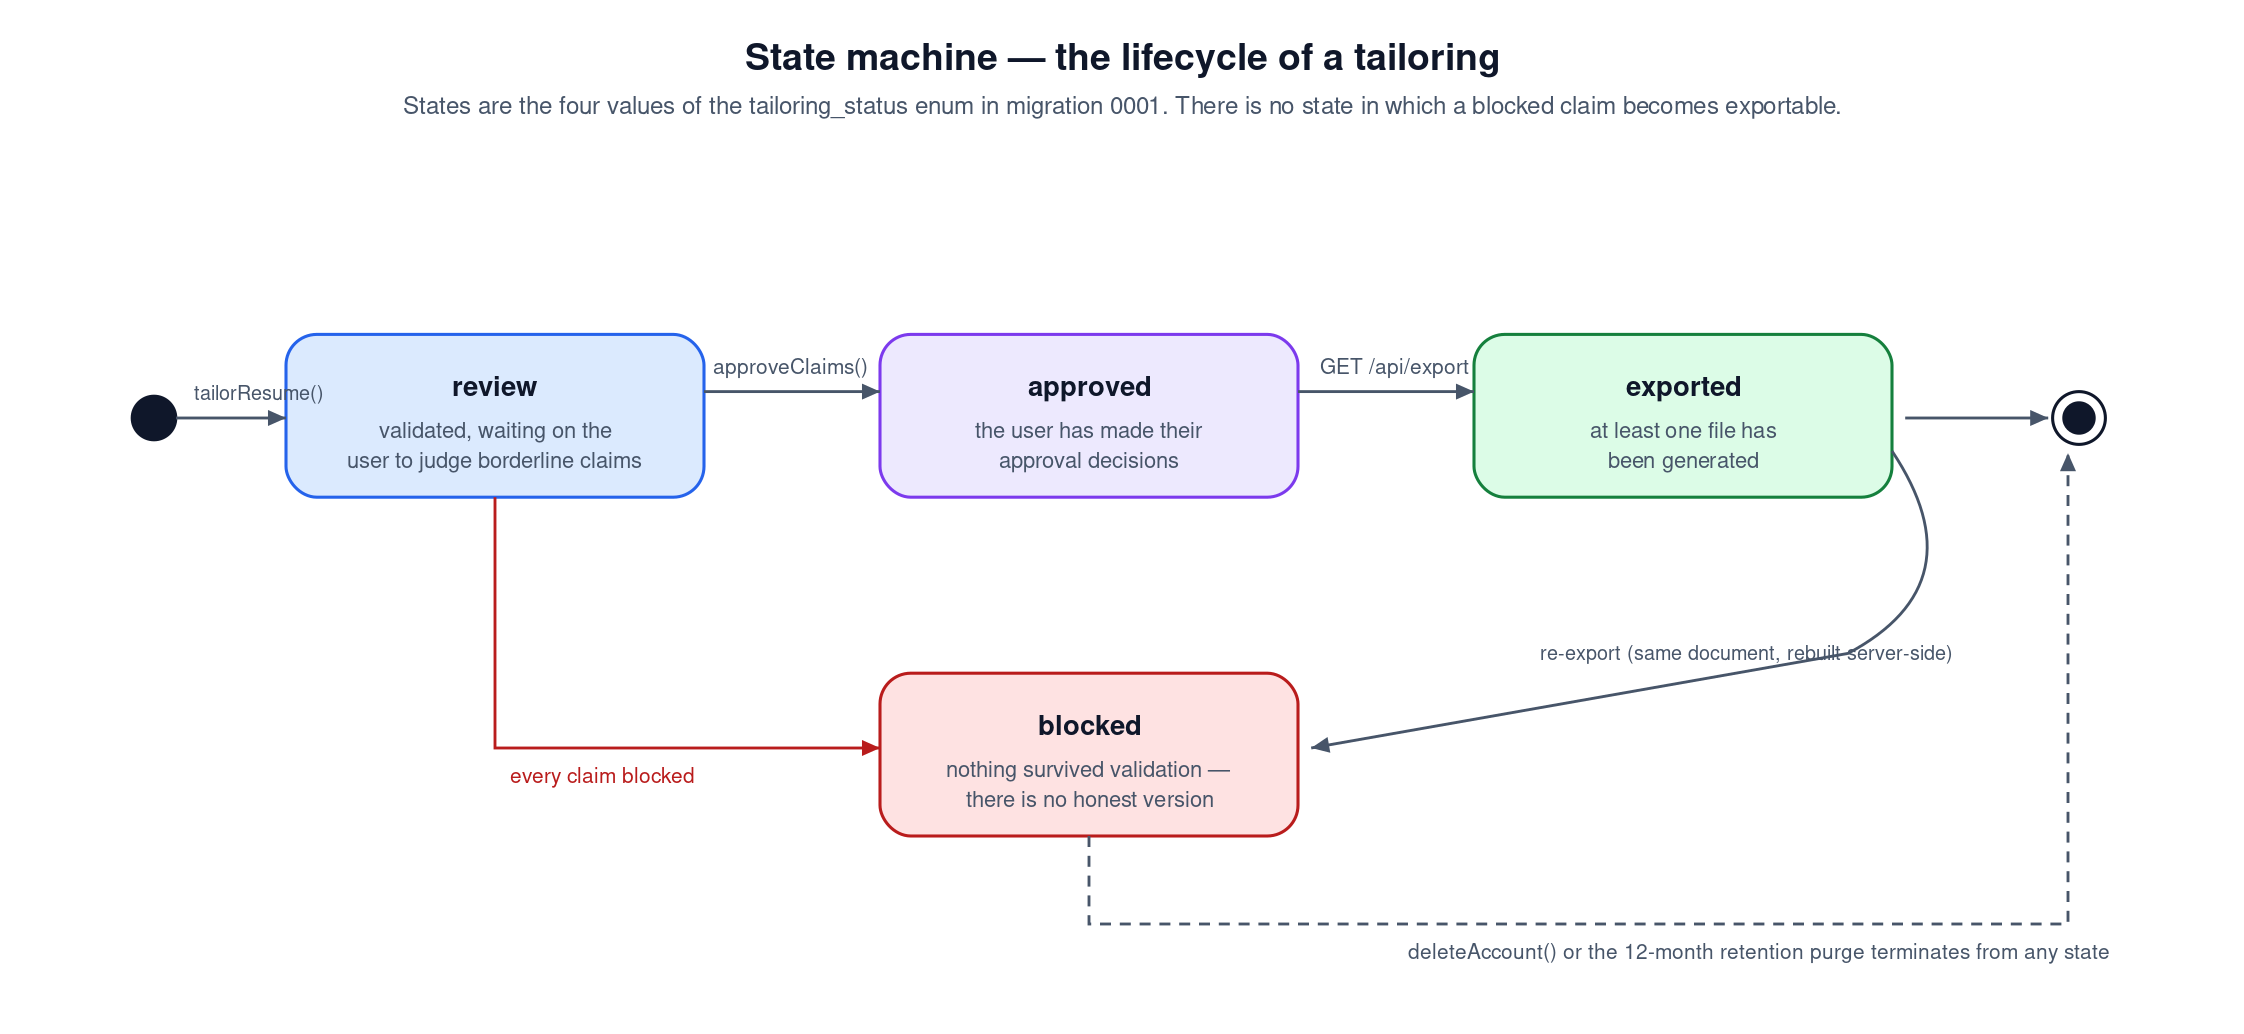 State machine — the lifecycle of a tailoring
States are the four values of the tailoring_status enum in migration 0001. There is no state in which a blocked claim becomes exportable.
tailorResume()
review
validated, waiting on the
user to judge borderline claims
approveClaims()
approved
the user has made their
approval decisions
GET /api/export
exported
at least one file has
been generated
re-export (same document, rebuilt server-side)
every claim blocked
blocked
nothing survived validation —
there is no honest version
deleteAccount() or the 12-month retention purge terminates from any state